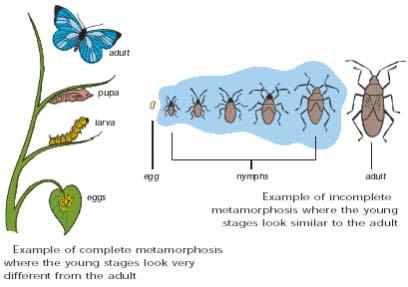 adult
pupa
larva
eggs
egg
nymphs
adult
Example of incomplete
metamorphosis where the young
stages look similar to the adult
Example of complete metamorphosis
where the young stages look very
different from the adult